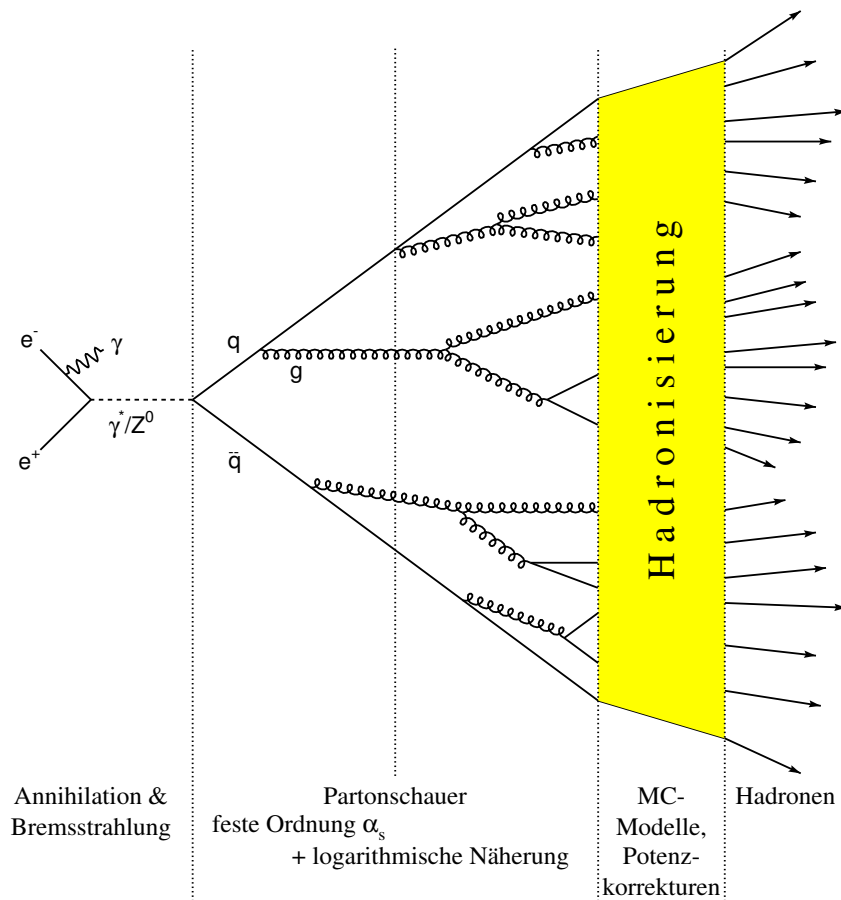 e-
γ
e+
γ*/Z0
q
g
q̄
Hadronisierung
Annihilation &
Bremsstrahlung
Partonschauer
feste Ordnung αs
+ logarithmische Näherung
MC-
Modelle,
Potenz-
korrekturen
Hadronen